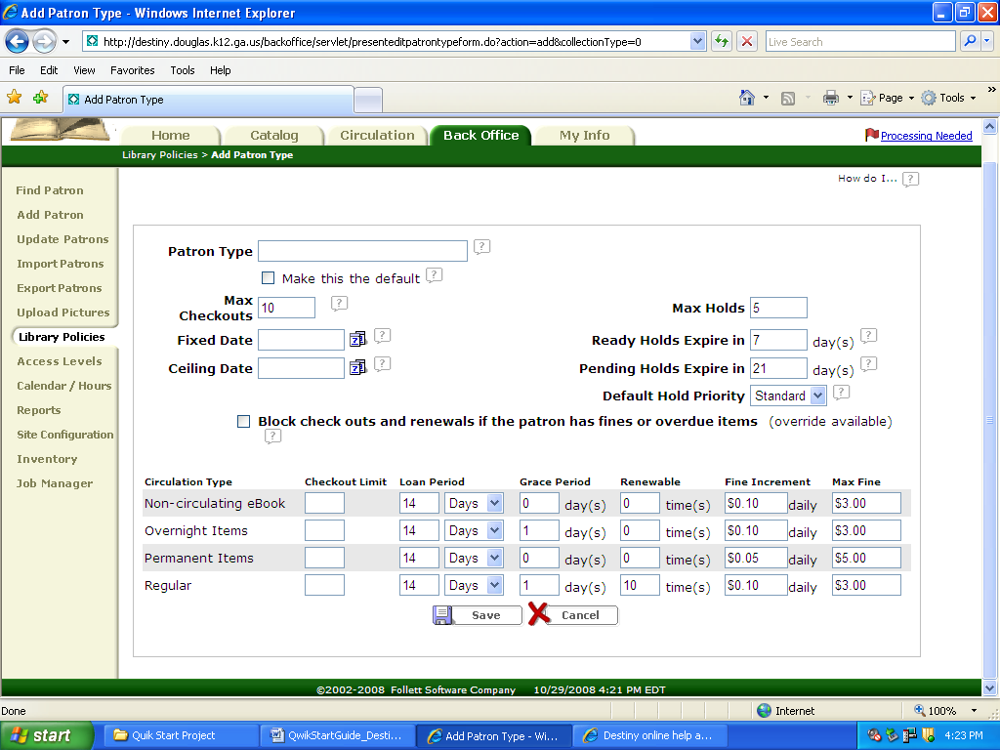 Add Patron Type - Windows Internet Explorer
http://destiny.douglas.k12.ga.us/backoffice/servlet/presenteditpatrontypeform.do?action=add&collectionType=0
Live Search
File Edit View Favorites Tools Help
Add Patron Type
Page Tools
Home Catalog Circulation Back Office My Info
Processing Needed
Library Policies > Add Patron Type
How do I... ?
Find Patron
Add Patron
Update Patrons
Import Patrons
Export Patrons
Upload Pictures
Library Policies
Access Levels
Calendar / Hours
Reports
Site Configuration
Inventory
Job Manager
Patron Type ?
Make this the default ?
Max Checkouts 10 ? Max Holds 5
Fixed Date 7 ? Ready Holds Expire in 7 day(s) ?
Ceiling Date 7 ? Pending Holds Expire in 21 day(s) ?
Default Hold Priority Standard ?
Block check outs and renewals if the patron has fines or overdue items (override available)
?
Circulation Type Checkout Limit Loan Period Grace Period Renewable Fine Increment Max Fine
Non-circulating eBook 14 Days 0 day(s) 0 time(s) $0.10 daily $3.00
Overnight Items 14 Days 1 day(s) 0 time(s) $0.10 daily $3.00
Permanent Items 14 Days 0 day(s) 0 time(s) $0.05 daily $5.00
Regular 14 Days 1 day(s) 10 time(s) $0.10 daily $3.00
Save Cancel
©2002-2008 Follett Software Company 10/29/2008 4:21 PM EDT
Done Internet 100%
start Quik Start Project QwikStartGuide_Desti... Add Patron Type - Wi... Destiny online help a... 4:23 PM